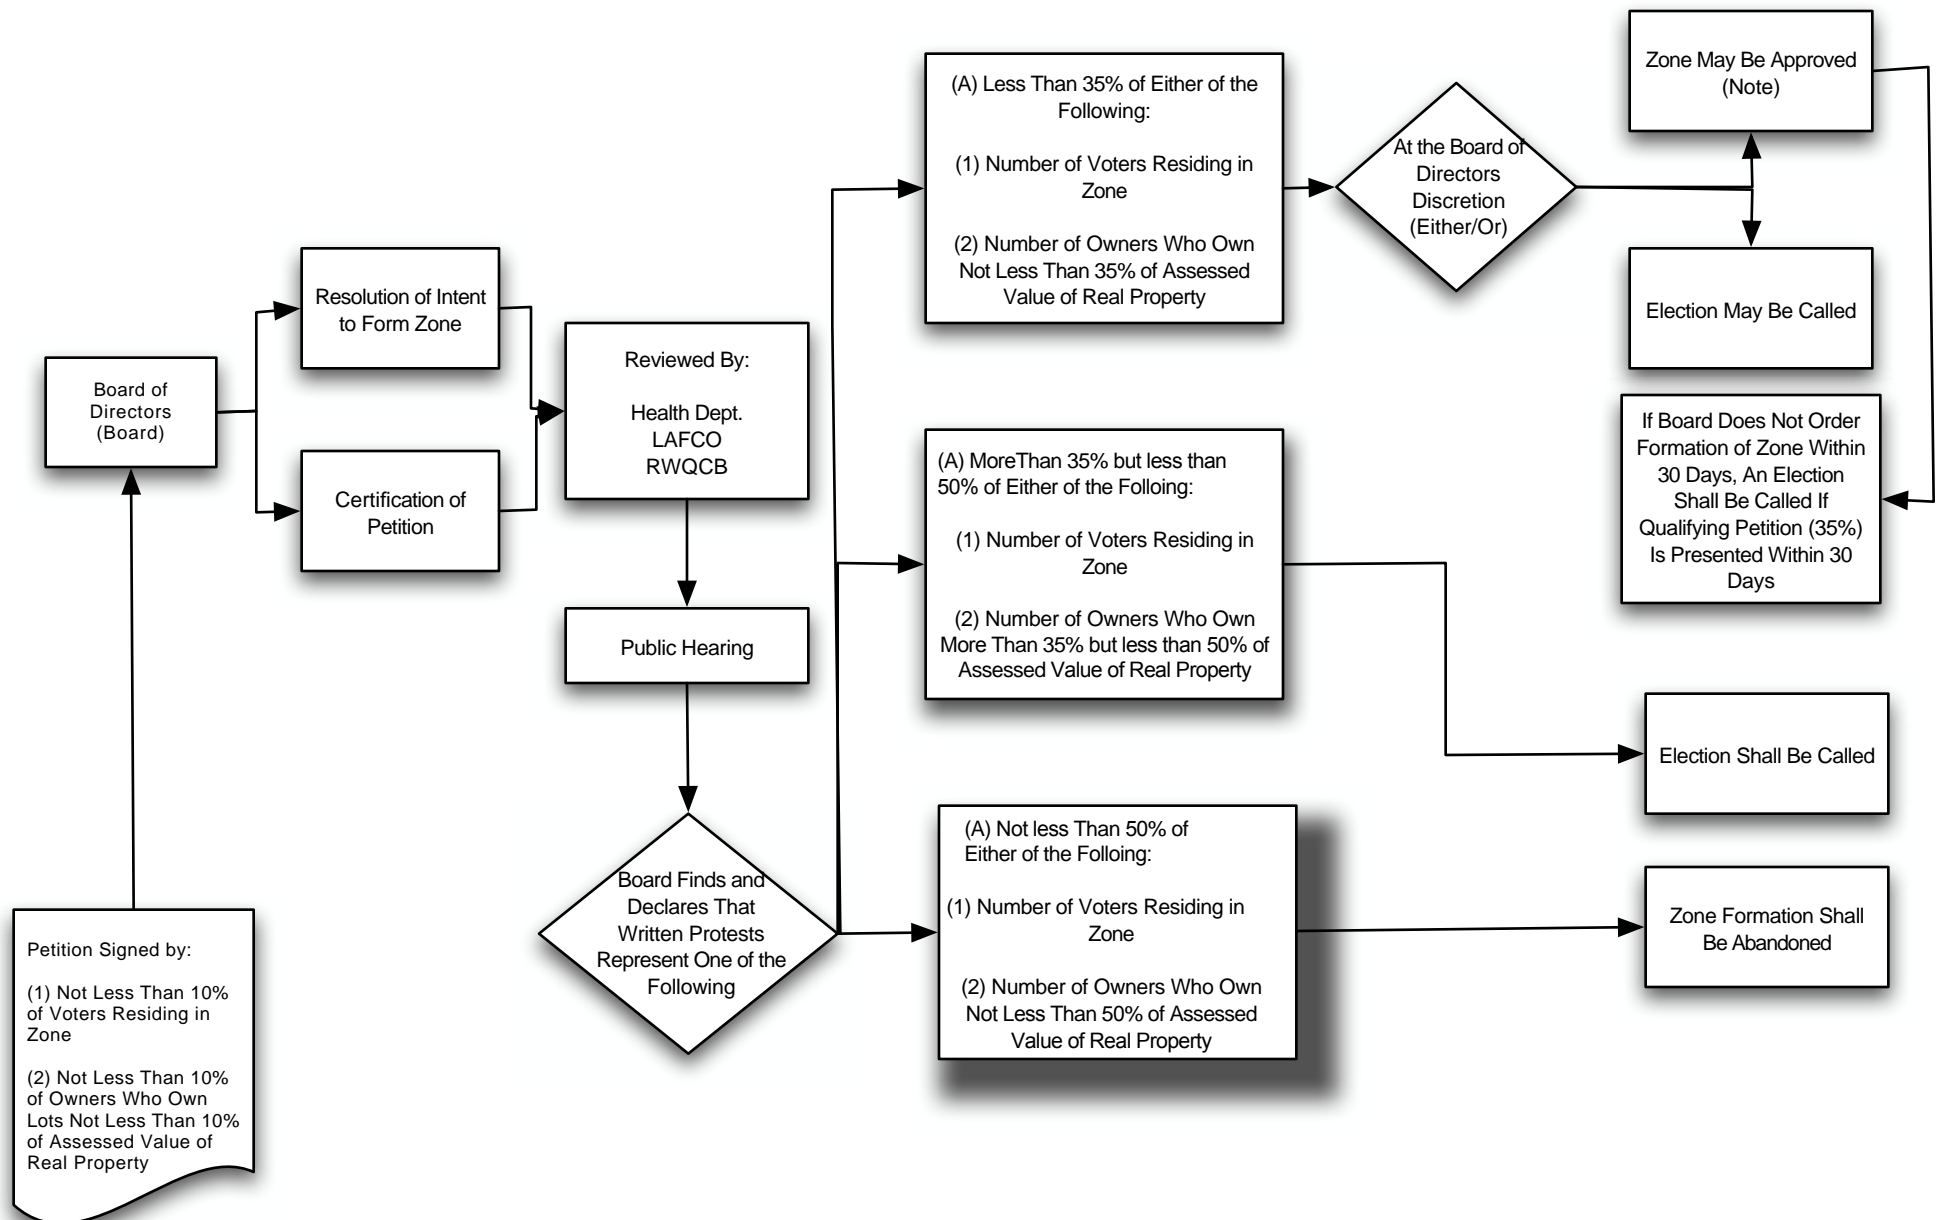 Petition Signed by:
(1) Not Less Than 10%
of Voters Residing in
Zone
(2) Not Less Than 10%
of Owners Who Own
Lots Not Less Than 10%
of Assessed Value of
Real Property
Board of
Directors
(Board)
Resolution of Intent
to Form Zone
Certification of
Petition
Reviewed By:
Health Dept.
LAFCO
RWQCB
Public Hearing
Board Finds and
Declares That
Written Protests
Represent One of the
Following
(A) Less Than 35% of Either of the
Following:
(1) Number of Voters Residing in
Zone
(2) Number of Owners Who Own
Not Less Than 35% of Assessed
Value of Real Property
At the Board of
Directors
Discretion
(Either/Or)
Zone May Be Approved
(Note)
Election May Be Called
If Board Does Not Order
Formation of Zone Within
30 Days, An Election
Shall Be Called If
Qualifying Petition (35%)
Is Presented Within 30
Days
(A) MoreThan 35% but less than
50% of Either of the Folloing:
(1) Number of Voters Residing in
Zone
(2) Number of Owners Who Own
More Than 35% but less than 50% of
Assessed Value of Real Property
Election Shall Be Called
(A) Not less Than 50% of
Either of the Folloing:
(1) Number of Voters Residing in
Zone
(2) Number of Owners Who Own
Not Less Than 50% of Assessed
Value of Real Property
Zone Formation Shall
Be Abandoned